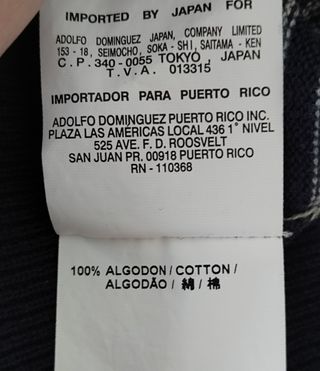 IMPORTED BY JAPAN FOR
ADOLFO DOMINGUEZ JAPAN, COMPANY LIMITED
153 - 18, SEIMOCHO, SOKA - SHI, SAITAMA - KEN
C.P. 340-0055 TOKYO, JAPAN
T.V.A. 013315
IMPORTADOR PARA PUERTO RICO
ADOLFO DOMINGUEZ PUERTO RICO INC.
PLAZA LAS AMÉRICAS LOCAL 436 1° NIVEL
525 AVE. F. D. ROOSVELT
SAN JUAN PR. 00918 PUERTO RICO
RN - 110368
100% ALGODON / COTTON /
ALGODÃO / 綿 / 棉